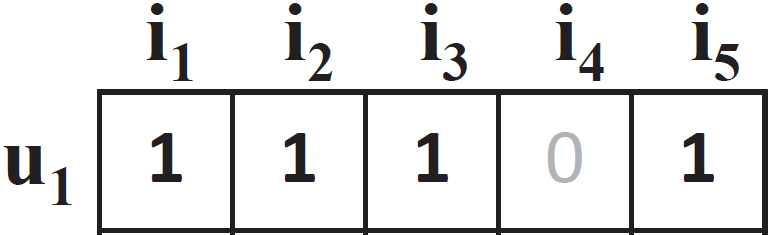 i₁ i₂ i₃ i₄ i₅
u₁ 1 1 1 0 1